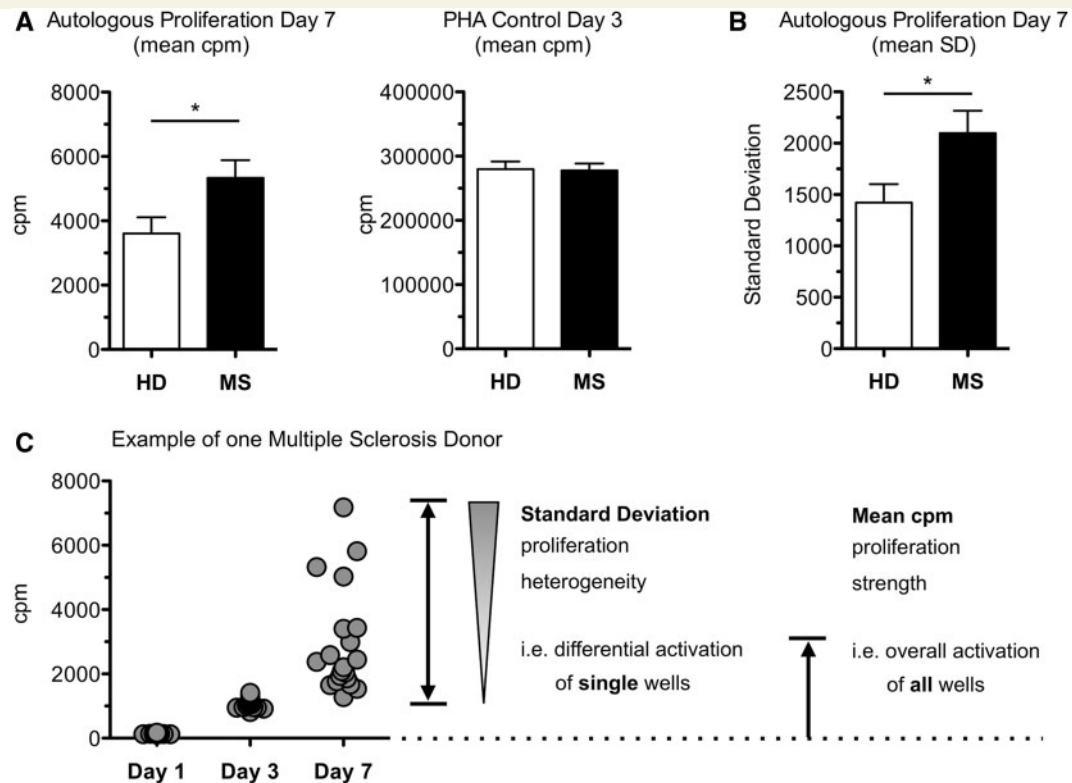 A
Autologous Proliferation Day 7
(mean cpm)
8000
6000
4000
2000
0
cpm
*
HD MS
PHA Control Day 3
(mean cpm)
400000
300000
200000
100000
0
cpm
HD MS
B
Autologous Proliferation Day 7
(mean SD)
2500
2000
1500
1000
500
0
Standard Deviation
*
HD MS
C
Example of one Multiple Sclerosis Donor
8000
6000
4000
2000
0
cpm
Day 1 Day 3 Day 7
Standard Deviation
proliferation
heterogeneity
i.e. differential activation
of single wells
Mean cpm
proliferation
strength
i.e. overall activation
of all wells